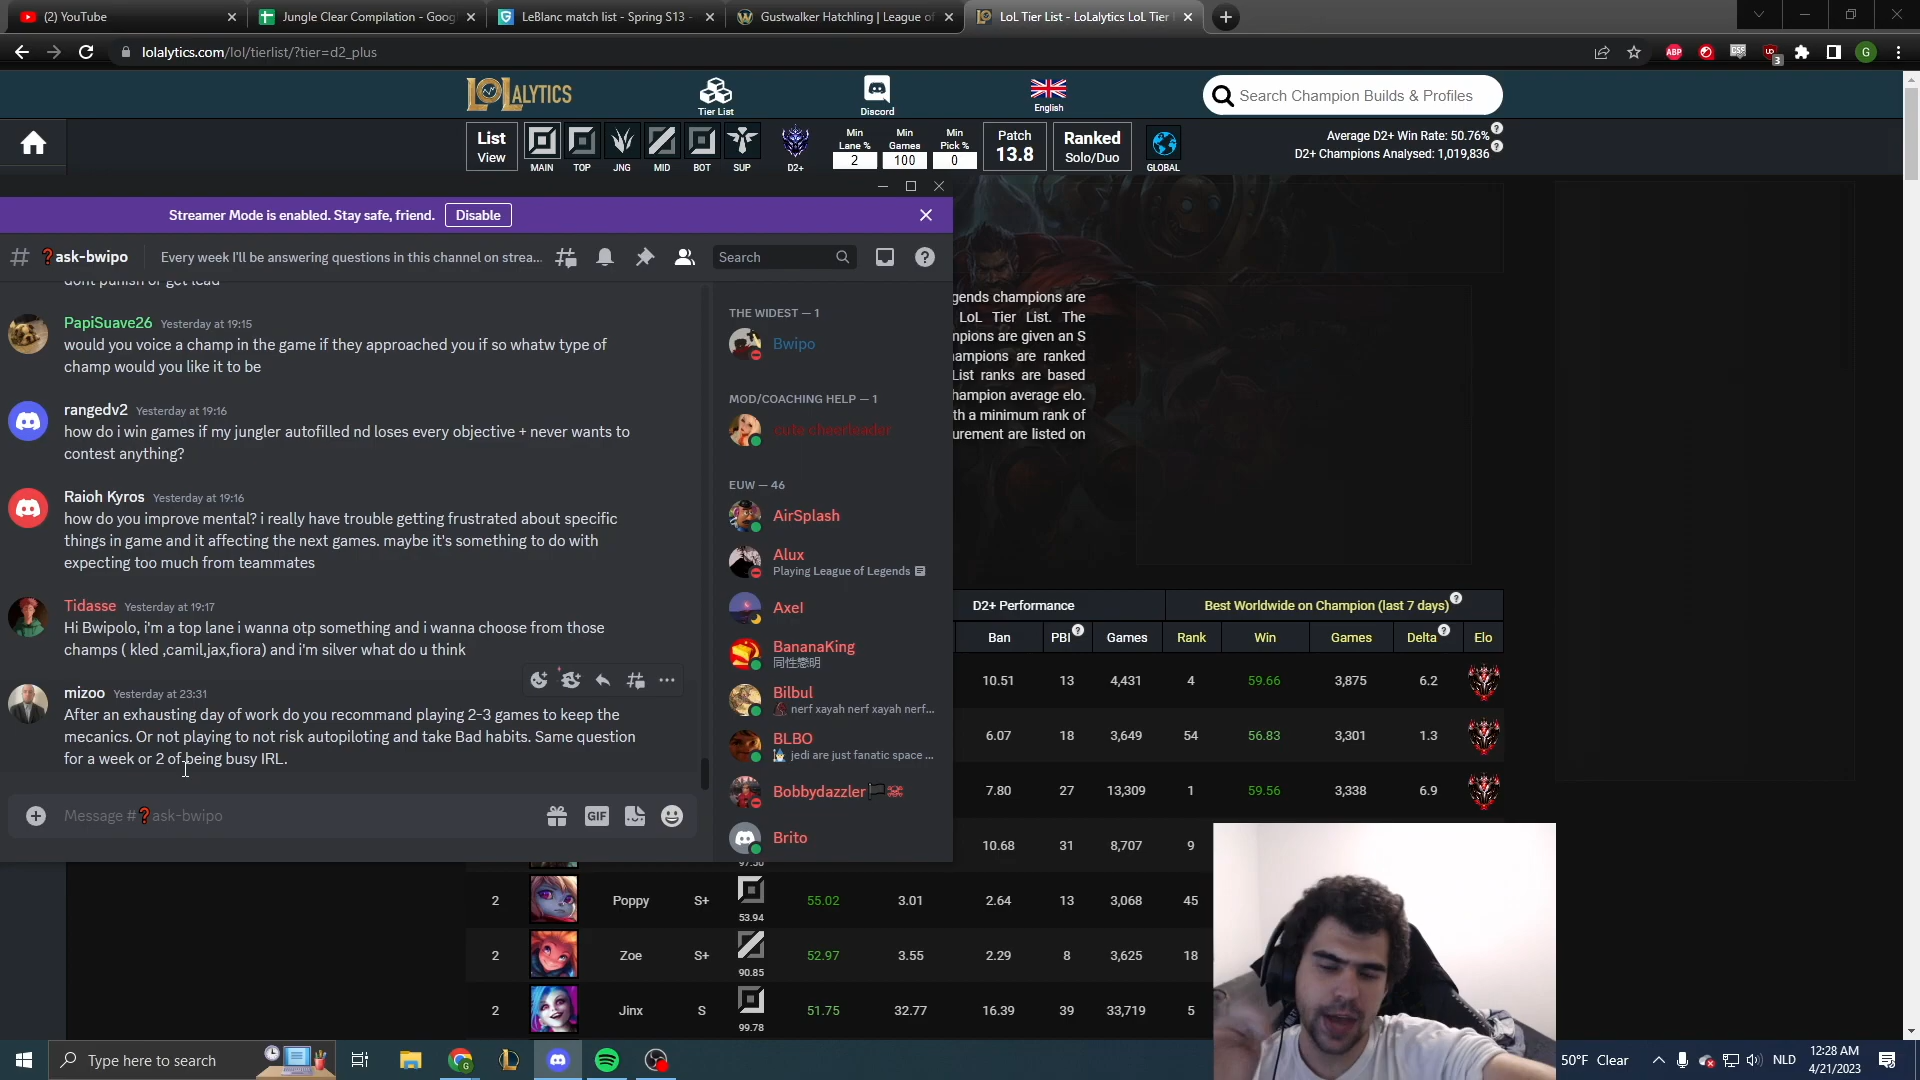 (2) YouTube
Jungle Clear Compilation - Goog
LeBlanc match list - Spring S13 -
Gustwalker Hatchling | League of
LoL Tier List - LoLalytics LoL Tier
lolalytics.com/lol/tierlist/?tier=d2_plus
LOLALYTICS
Tier List
Discord
English
Search Champion Builds & Profiles
List View
MAIN TOP JNG MID BOT SUP D2+
Min Lane % 2
Min Games 100
Min Pick % 0
Patch 13.8
Ranked Solo/Duo
GLOBAL
Average D2+ Win Rate: 50.76%
D2+ Champions Analysed: 1,019,836
Streamer Mode is enabled. Stay safe, friend. Disable
# ❓ask-bwipo Every week I'll be answering questions in this channel on strea... Search
dont punish or get lead
PapiSuave26 Yesterday at 19:15
would you voice a champ in the game if they approached you if so whatw type of
champ would you like it to be
rangedv2 Yesterday at 19:16
how do i win games if my jungler autofilled nd loses every objective + never wants to
contest anything?
Raioh Kyros Yesterday at 19:16
how do you improve mental? i really have trouble getting frustrated about specific
things in game and it affecting the next games. maybe it's something to do with
expecting too much from teammates
Tidasse Yesterday at 19:17
Hi Bwipolo, i'm a top lane i wanna otp something and i wanna choose from those
champs ( kled ,camil,jax,fiora) and i'm silver what do u think
mizoo Yesterday at 23:31
After an exhausting day of work do you recommand playing 2-3 games to keep the
mecanics. Or not playing to not risk autopiloting and take Bad habits. Same question
for a week or 2 of being busy IRL.
Message #❓ask-bwipo
GIF
THE WIDEST — 1
Bwipo
MOD/COACHING HELP — 1
cute cheerleader
EUW — 46
AirSplash
Alux
Playing League of Legends
Axel
BananaKing
同性戀明
Bilbul
nerf xayah nerf xayah nerf...
BLBO
jedi are just fanatic space ...
Bobbydazzler
Brito
gends champions are
LoL Tier List. The
mpions are given an S
ampions are ranked
List ranks are based
hampion average elo.
th a minimum rank of
urement are listed on
D2+ Performance Best Worldwide on Champion (last 7 days)
Ban PBI Games Rank Win Games Delta Elo
10.51 13 4,431 4 59.66 3,875 6.2
6.07 18 3,649 54 56.83 3,301 1.3
7.80 27 13,309 1 59.56 3,338 6.9
10.68 31 8,707 9
2 Poppy S+ 53.94 55.02 3.01 2.64 13 3,068 45
2 Zoe S+ 90.85 52.97 3.55 2.29 8 3,625 18
2 Jinx S 99.78 51.75 32.77 16.39 39 33,719 5
Type here to search
50°F Clear
NLD
12:28 AM
4/21/2023